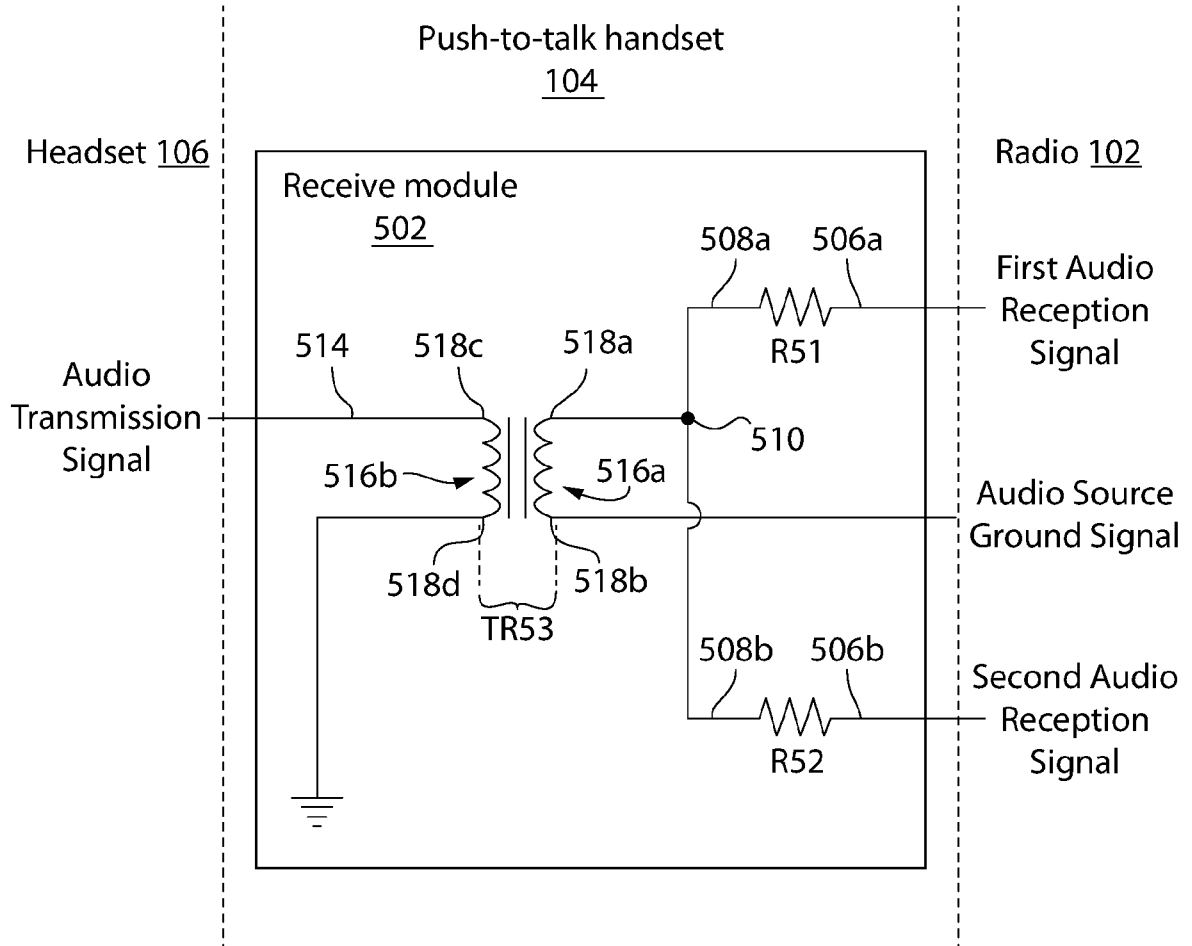 Push-to-talk handset
104
Headset 106
Radio 102
Receive module
502
508a
506a
First Audio
Reception
Signal
R51
514
518c
518a
Audio
Transmission
Signal
510
516b
516a
Audio Source
Ground Signal
518d
518b
TR53
508b
506b
Second Audio
Reception
Signal
R52